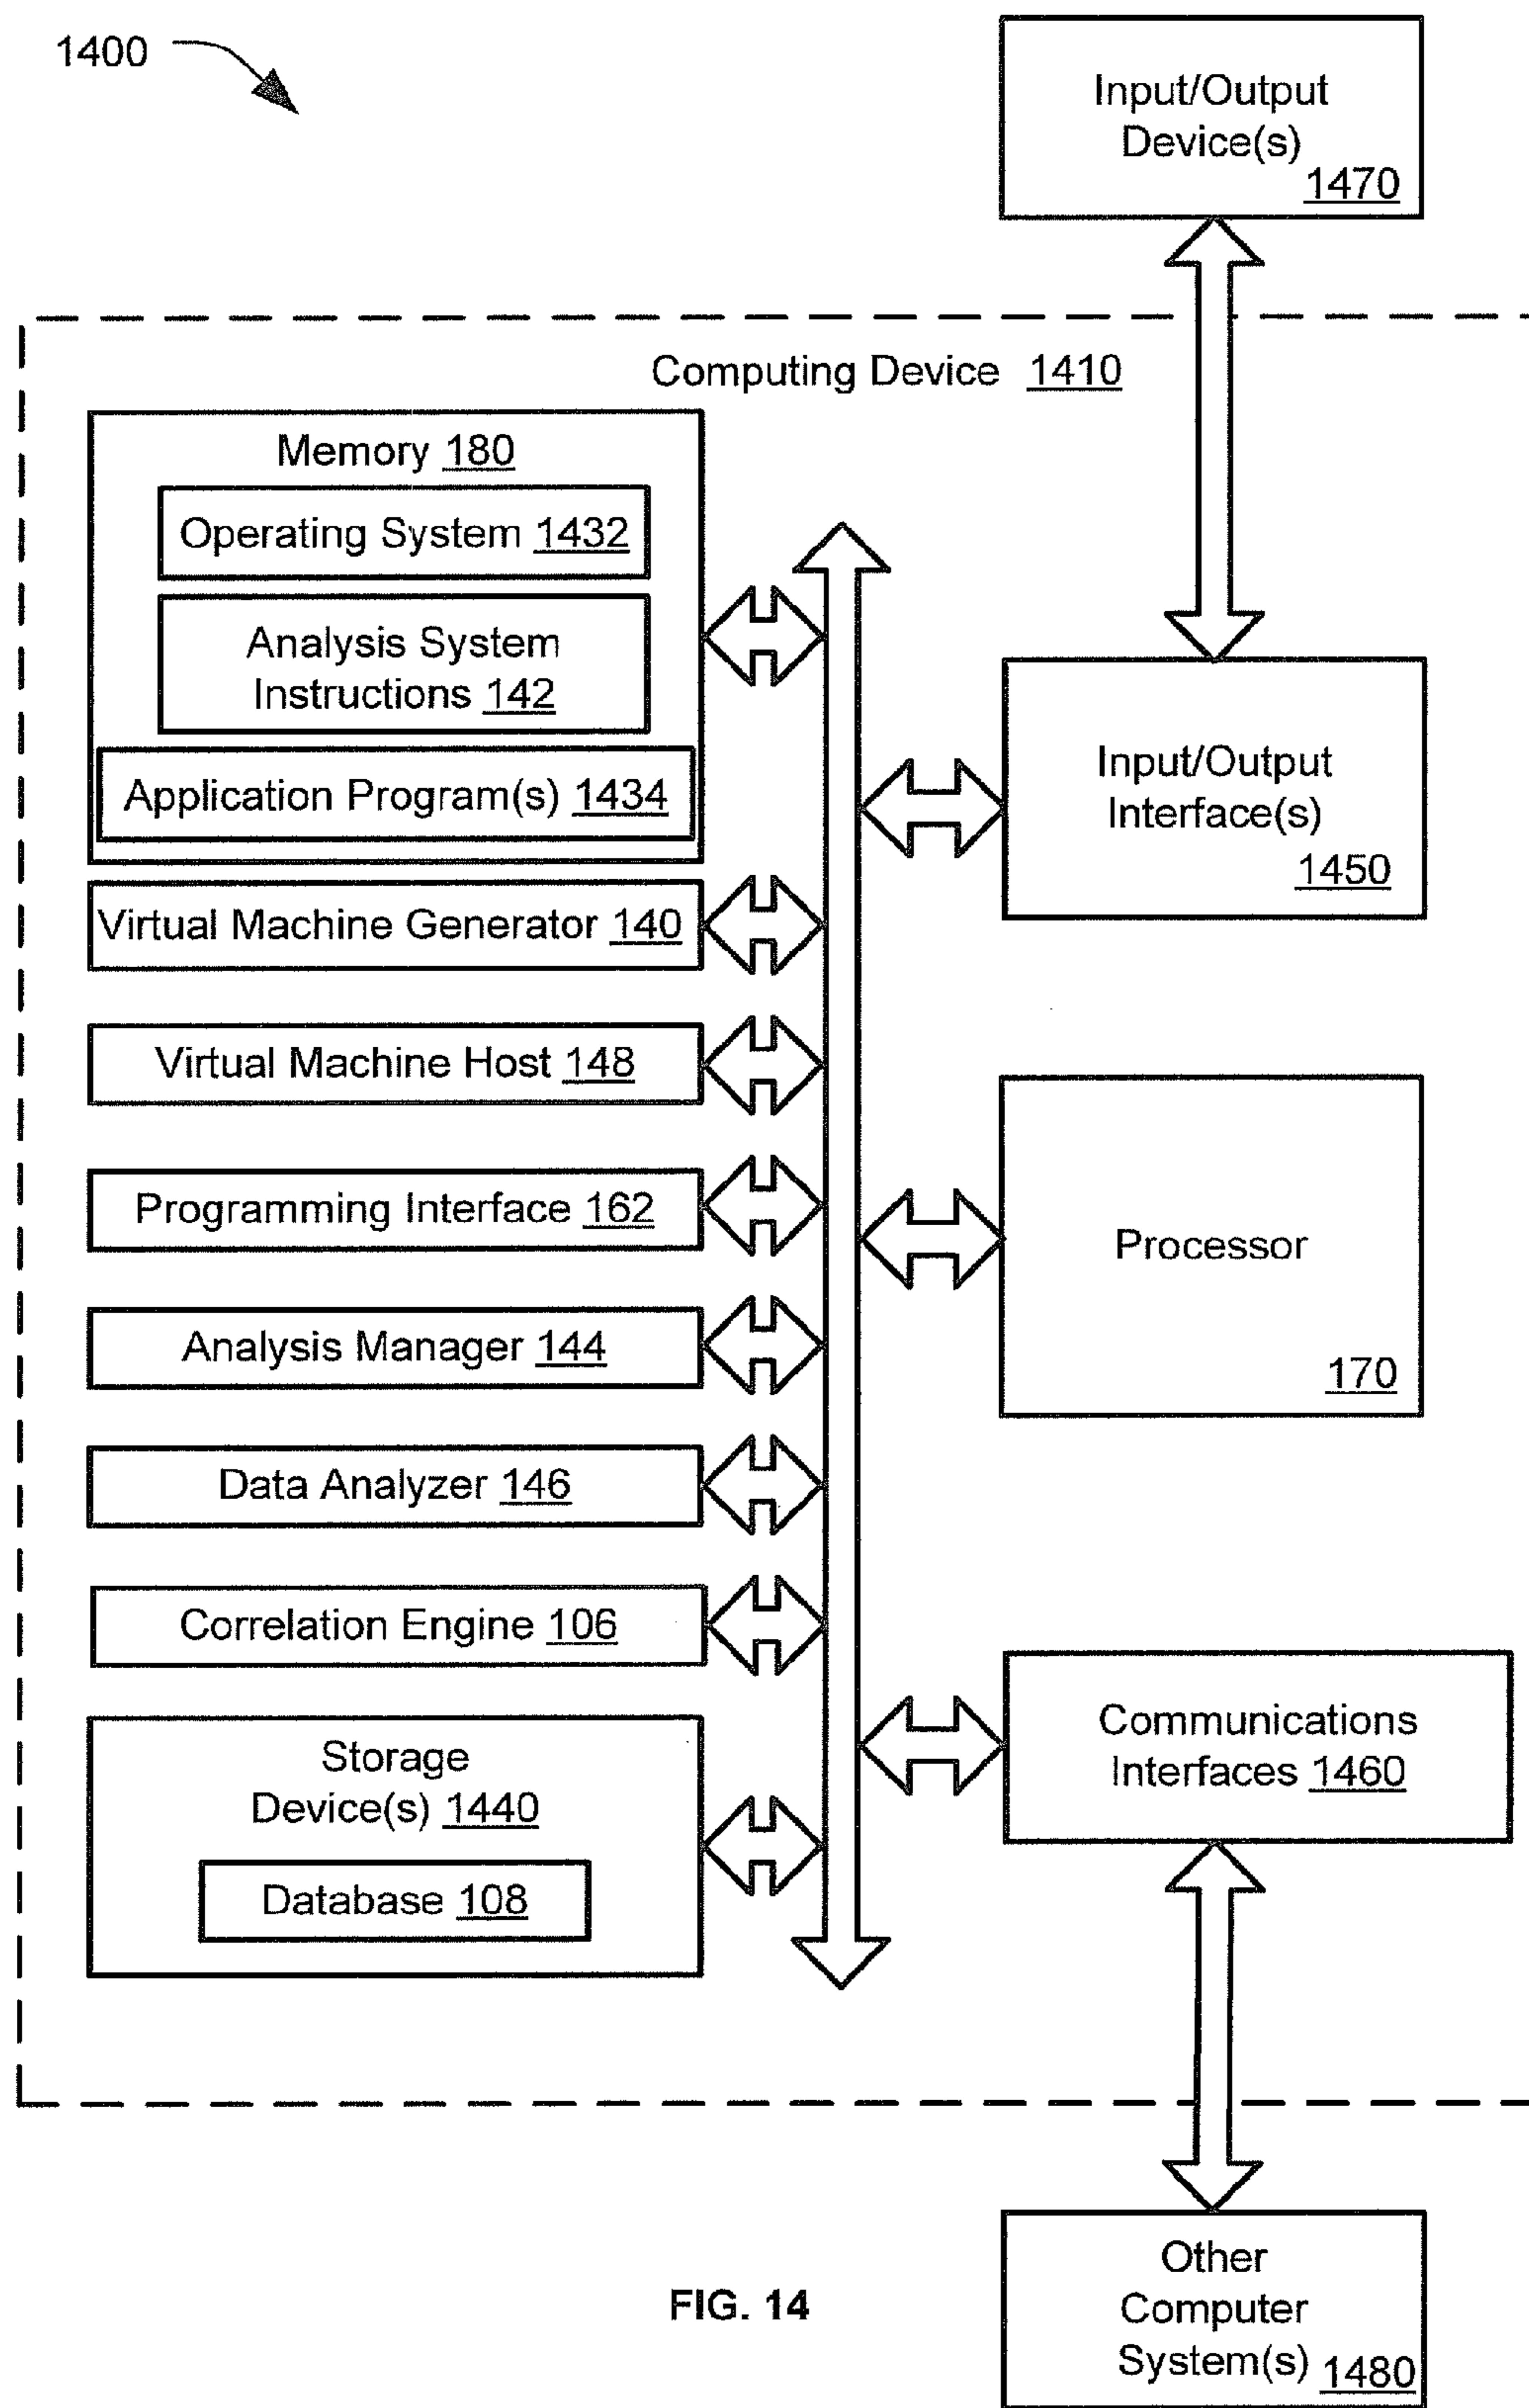 1400
Input/Output
Device(s)
1470
Computing Device 1410
Memory 180
Operating System 1432
Analysis System
Instructions 142
Application Program(s) 1434
Input/Output
Interface(s)
1450
Virtual Machine Generator 140
Virtual Machine Host 148
Programming Interface 162
Processor
170
Analysis Manager 144
Data Analyzer 146
Correlation Engine 106
Communications
Interfaces 1460
Storage
Device(s) 1440
Database 108
Other
Computer
System(s) 1480
FIG. 14